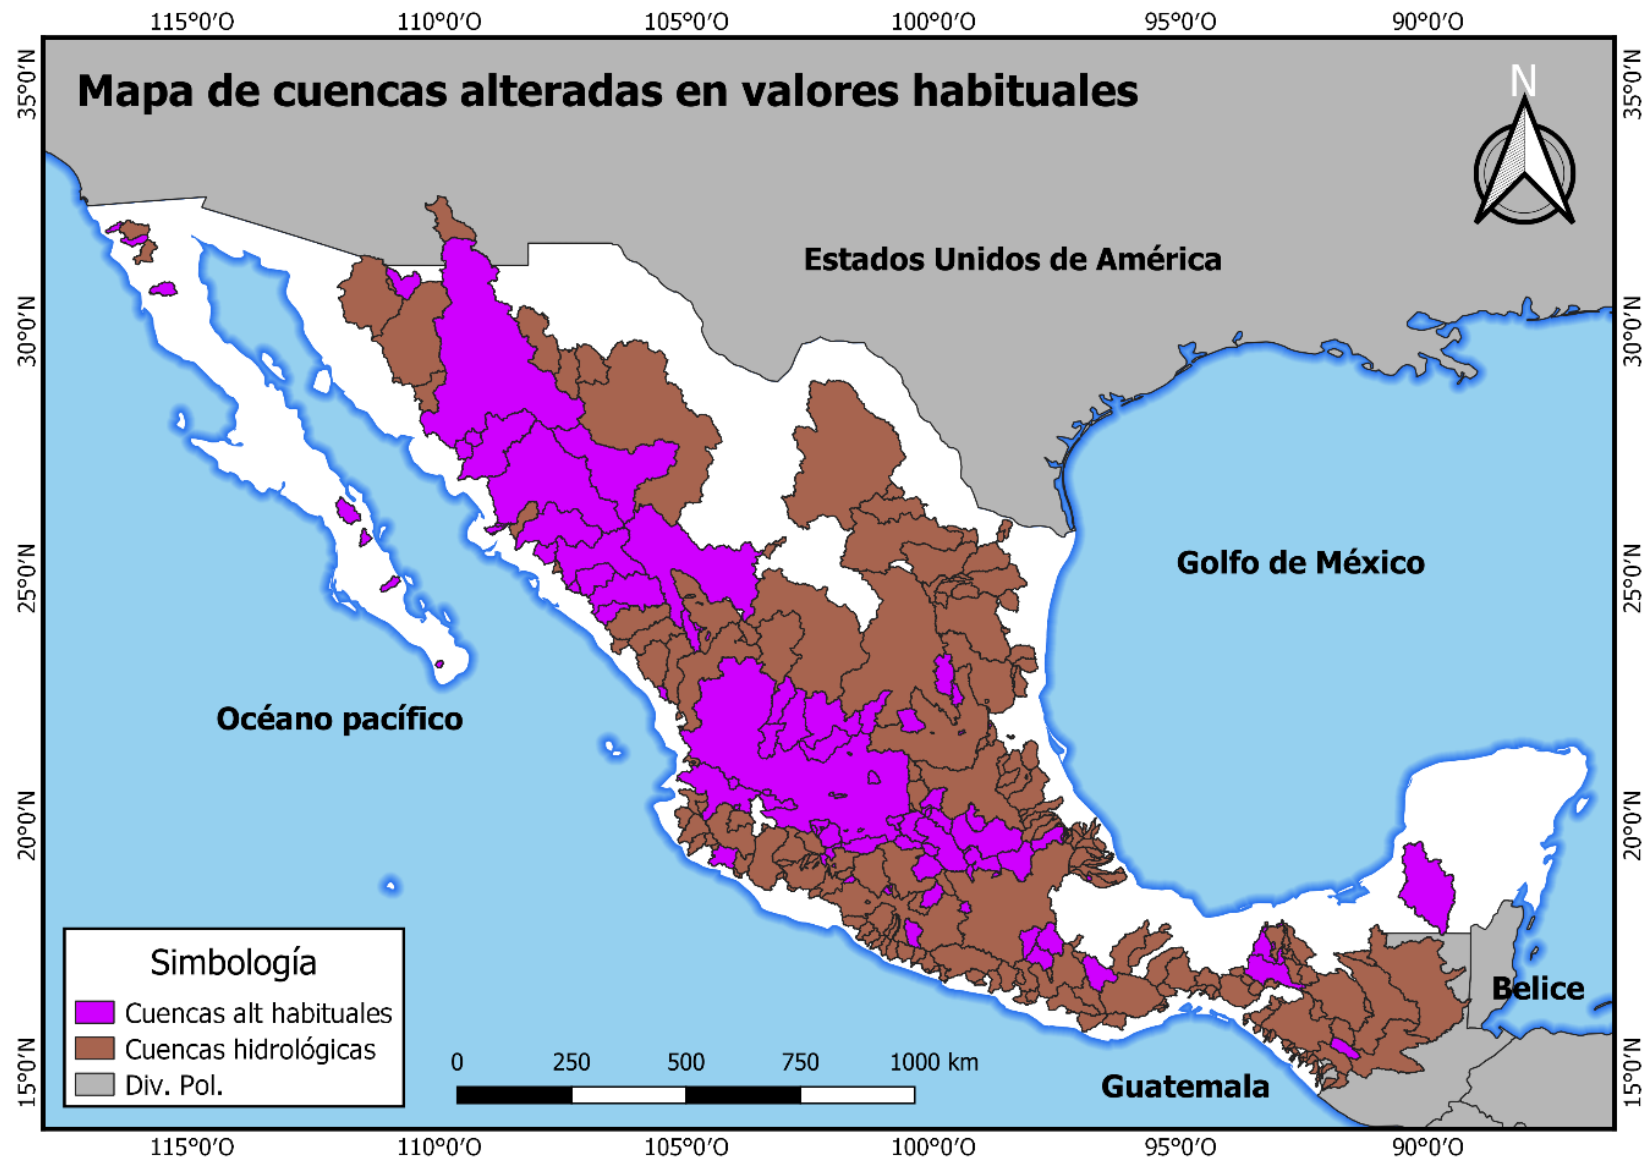 115°0'O 110°0'O 105°0'O 100°0'O 95°0'O 90°0'O
35°0'N
35°0'N
Mapa de cuencas alteradas en valores habituales
N
Estados Unidos de América
30°0'N
30°0'N
25°0'N
Golfo de México
25°0'N
Océano pacífico
20°0'N
20°0'N
Simbología
Cuencas alt habituales
Cuencas hidrológicas
Div. Pol.
0 250 500 750 1000 km
Belice
Guatemala
15°0'N
15°0'N
115°0'O 110°0'O 105°0'O 100°0'O 95°0'O 90°0'O